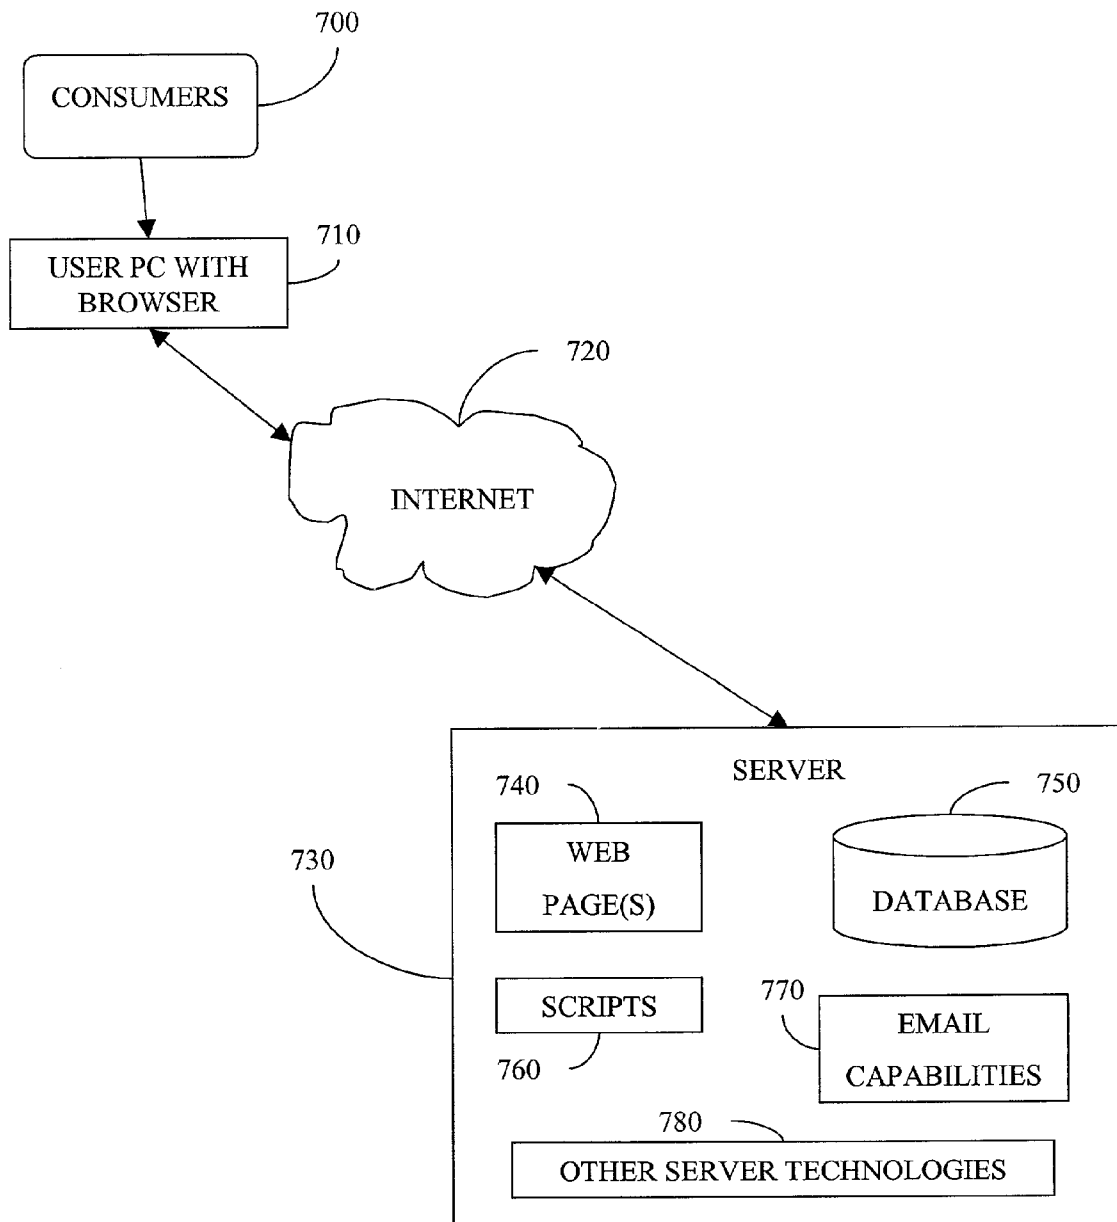 700
CONSUMERS
710
USER PC WITH
BROWSER
720
INTERNET
SERVER
740
750
WEB
PAGE(S)
730
DATABASE
SCRIPTS
770
EMAIL
760
CAPABILITIES
780
OTHER SERVER TECHNOLOGIES